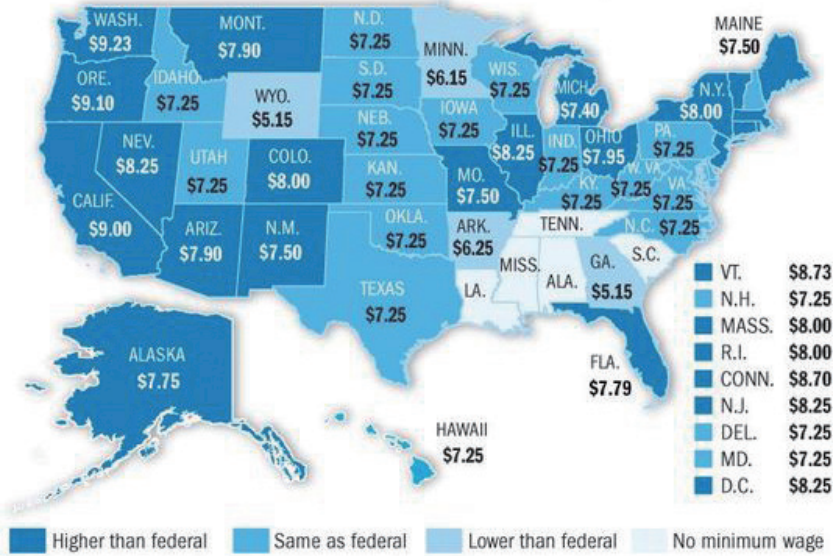 WASH.
$9.23
MONT.
$7.90
N.D.
$7.25
MINN.
$6.15
MAINE
$7.50
ORE.
$9.10
IDAHO
$7.25
WYO.
$5.15
S.D.
$7.25
WIS.
$7.25
MICH.
$7.40
N.Y.
$8.00
NEV.
$8.25
UTAH
$7.25
COLO.
$8.00
NEB.
$7.25
IOWA
$7.25
ILL.
$8.25
IND.
$7.25
OHIO
$7.95
PA.
$7.25
CALIF.
$9.00
ARIZ.
$7.90
N.M.
$7.50
KAN.
$7.25
MO.
$7.50
KY.
$7.25
W. VA.
$7.25
VA.
$7.25
OKLA.
$7.25
ARK.
$6.25
TENN.
N.C. $7.25
TEXAS
$7.25
LA.
MISS.
ALA.
GA.
$5.15
S.C.
FLA.
$7.79
ALASKA
$7.75
HAWAII
$7.25
VT. $8.73
N.H. $7.25
MASS. $8.00
R.I. $8.00
CONN. $8.70
N.J. $8.25
DEL. $7.25
MD. $7.25
D.C. $8.25
Higher than federal Same as federal Lower than federal No minimum wage